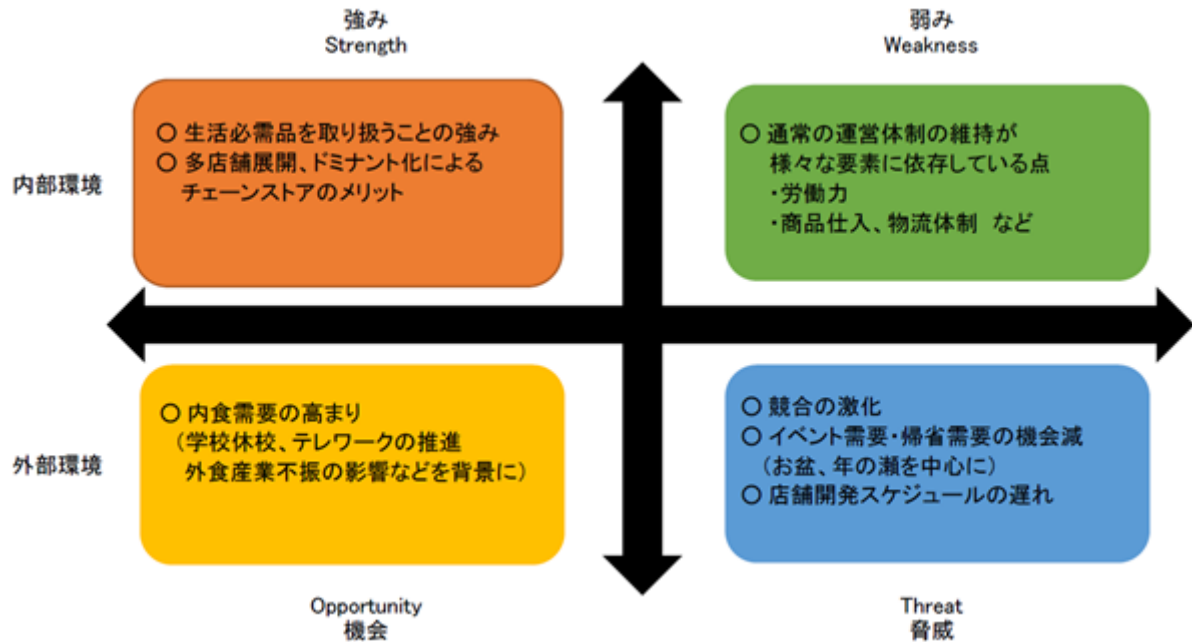 強み
Strength
弱み
Weakness
内部環境
○ 生活必需品を取り扱うことの強み
○ 多店舗展開、ドミナント化による
チェーンストアのメリット
○ 通常の運営体制の維持が
様々な要素に依存している点
・労働力
・商品仕入、物流体制 など
外部環境
○ 内食需要の高まり
（学校休校、テレワークの推進
外食産業不振の影響などを背景に）
○ 競合の激化
○ イベント需要・帰省需要の機会減
（お盆、年の瀬を中心に）
○ 店舗開発スケジュールの遅れ
Opportunity
機会
Threat
脅威